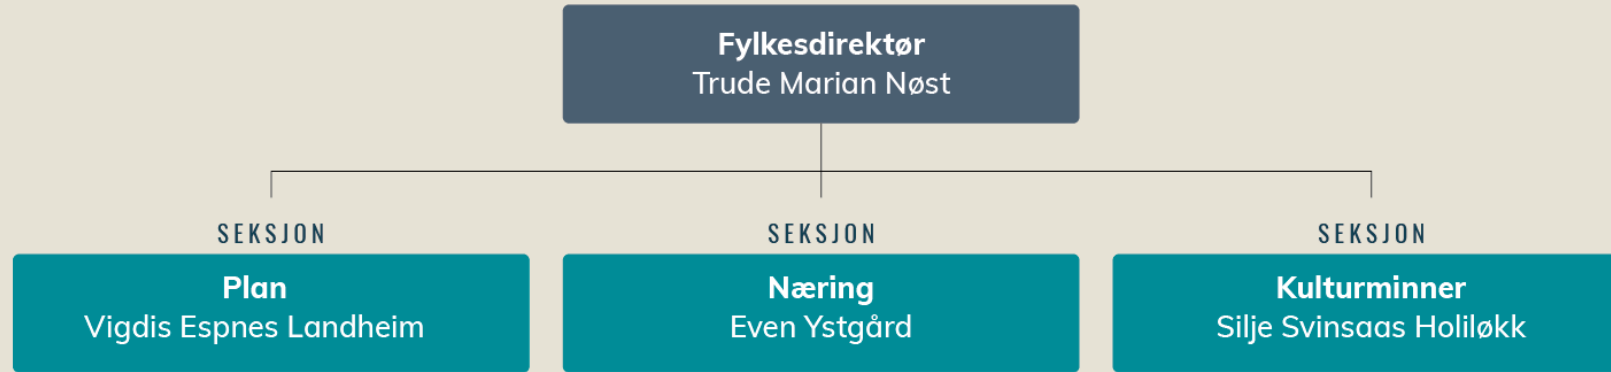 Fylkesdirektør
Trude Marian Nøst
SEKSJON
Plan
Vigdis Espnes Landheim
SEKSJON
Næring
Even Ystgård
SEKSJON
Kulturminner
Silje Svinsaas Holiløkk